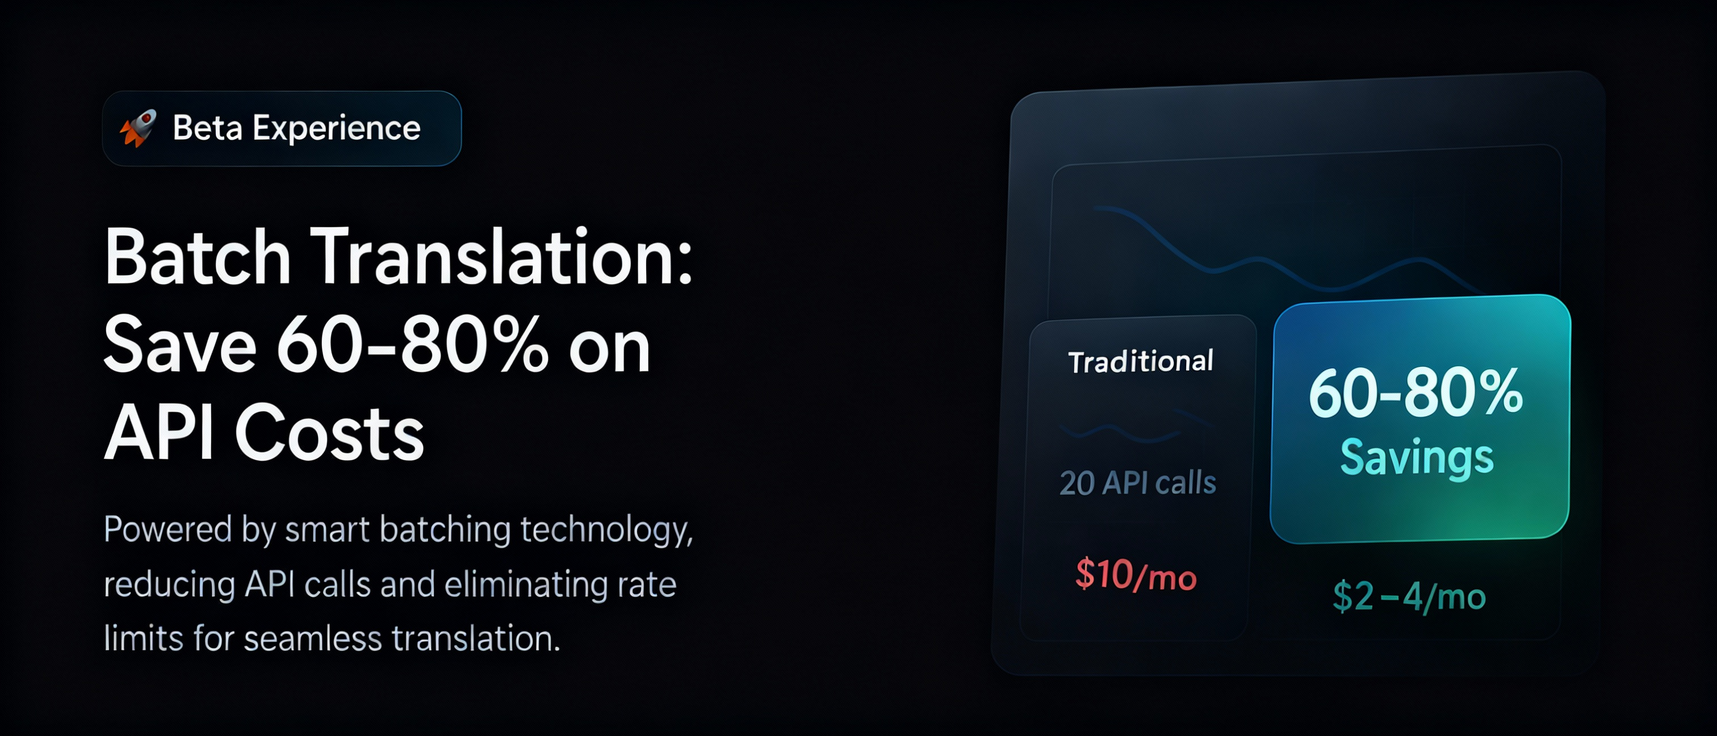 🚀 Beta Experience
Batch Translation:
Save 60–80% on
API Costs
Powered by smart batching technology,
reducing API calls and eliminating rate
limits for seamless translation.
Traditional
20 API calls
$10/mo
60-80%
Savings
$2–4/mo